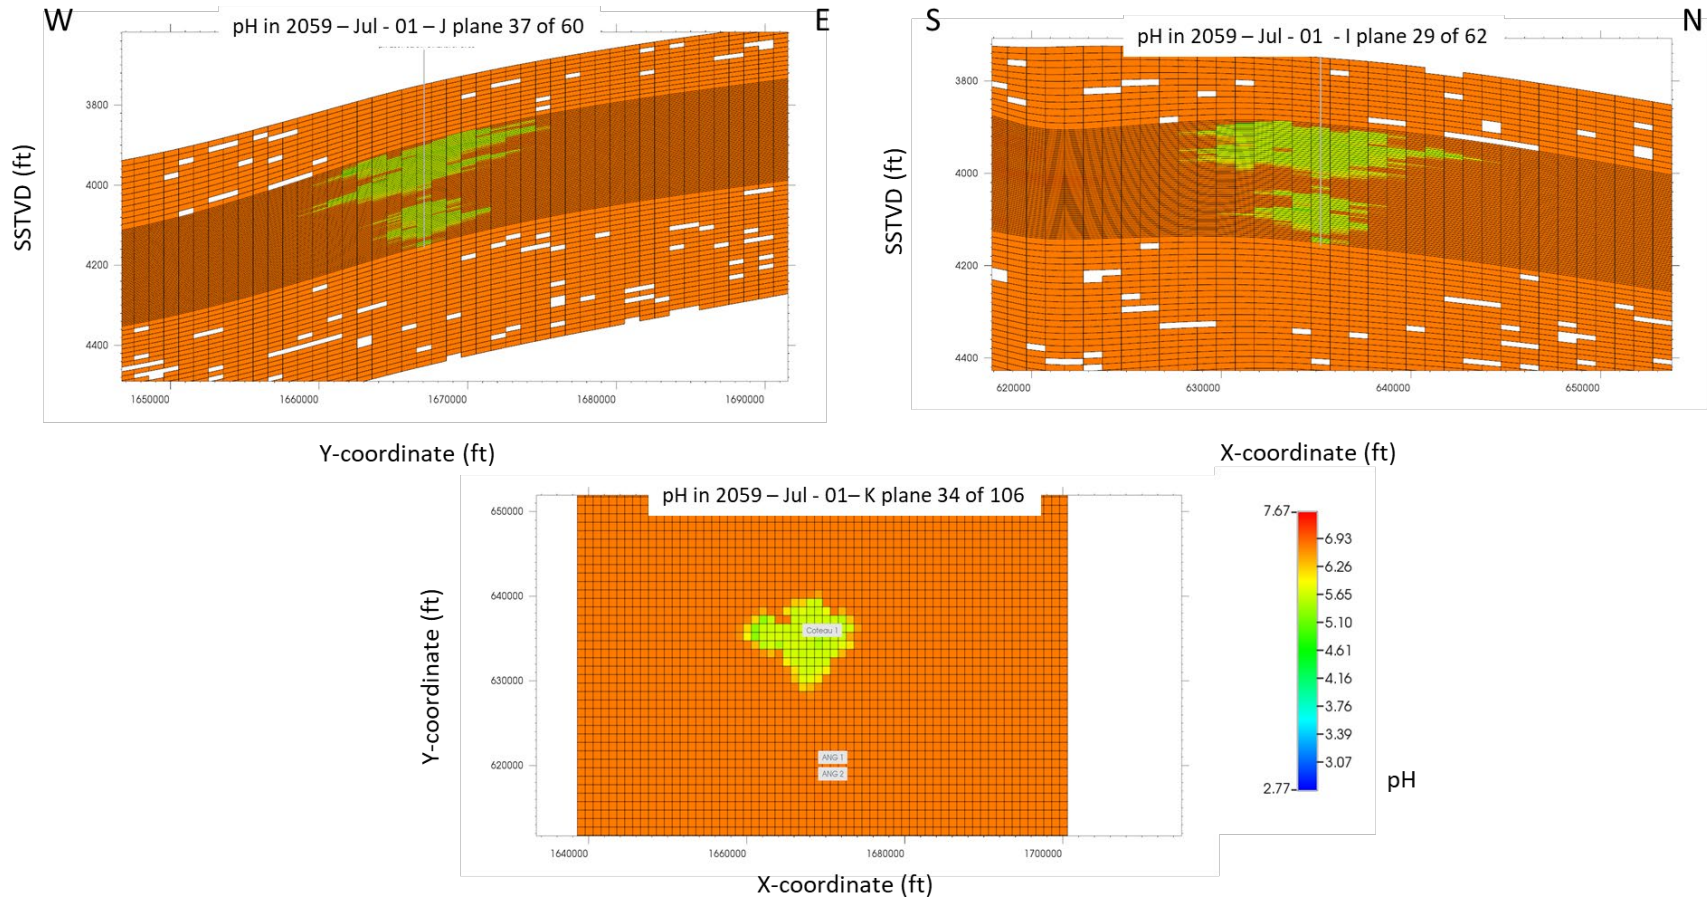 W
pH in 2059 – Jul - 01 – J plane 37 of 60
E
SSTVD (ft)
3800
4000
4200
4400
1650000
1660000
1670000
1680000
1690000
Y-coordinate (ft)
S
pH in 2059 – Jul - 01 - I plane 29 of 62
N
SSTVD (ft)
3800
4000
4200
4400
620000
630000
640000
650000
X-coordinate (ft)
pH in 2059 – Jul - 01– K plane 34 of 106
Y-coordinate (ft)
650000
640000
630000
620000
Coteau 1
ANG 1
ANG 2
1640000
1660000
1680000
1700000
X-coordinate (ft)
7.67
6.93
6.26
5.65
5.10
4.61
4.16
3.76
3.39
3.07
2.77
pH